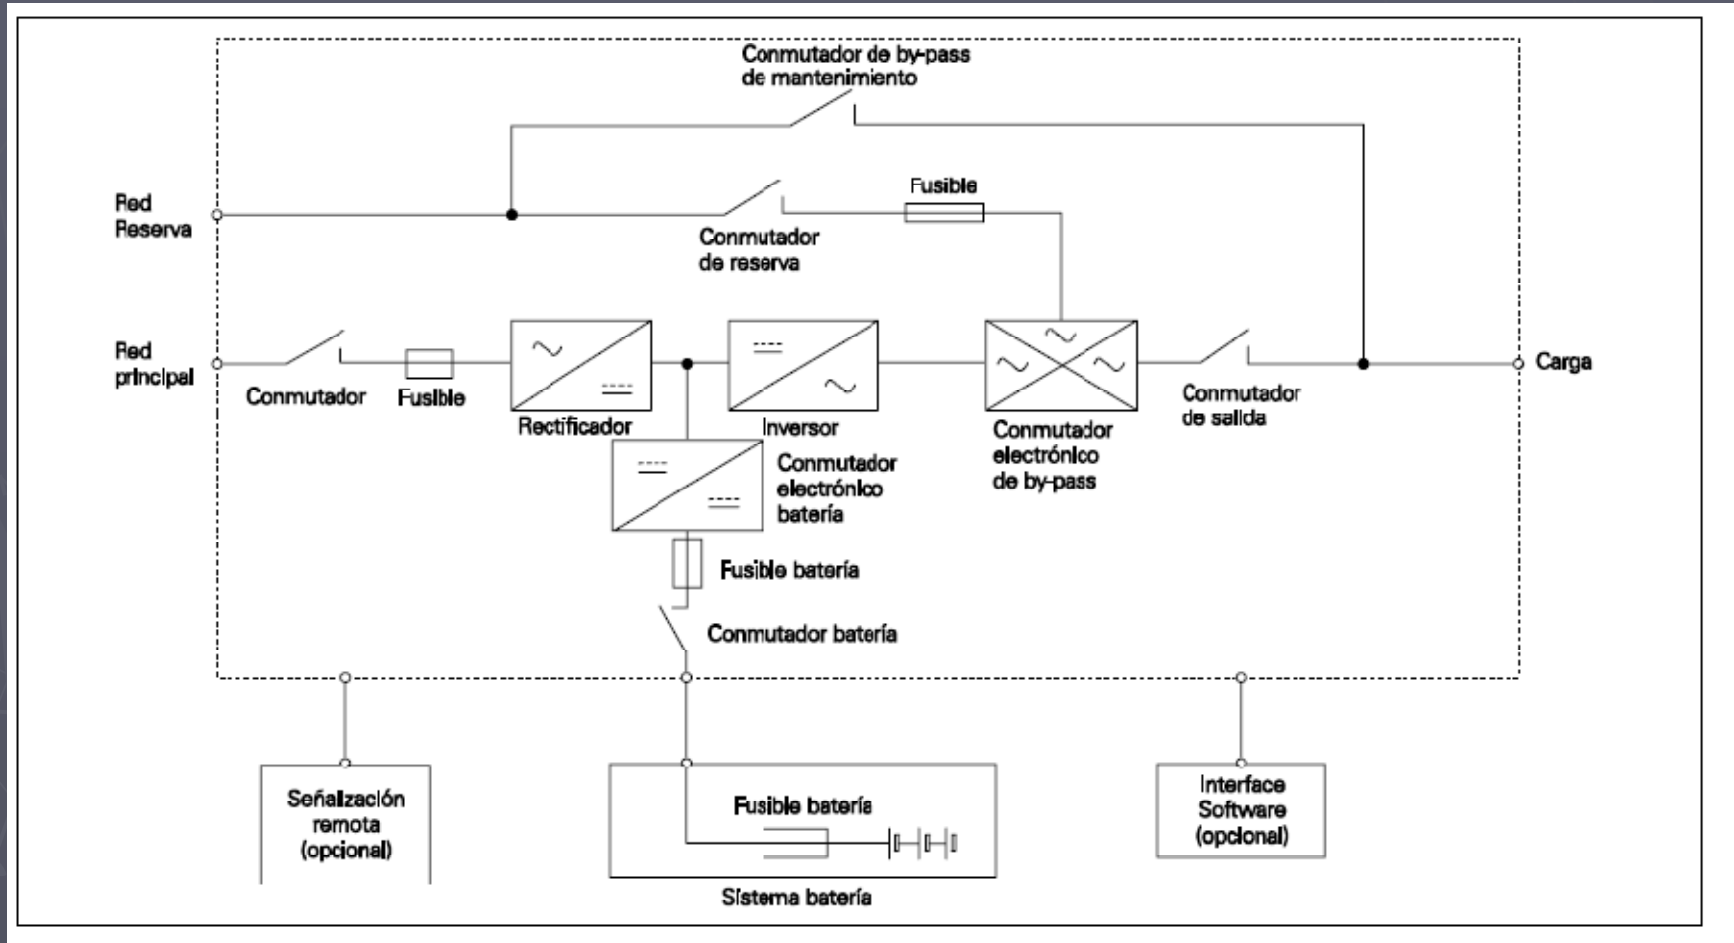 Conmutador de by-pass
de mantenimiento
Red
Reserva
Fusible
Conmutador
de reserva
Red
principal
Conmutador
Fusible
Rectificador
Inversor
Conmutador
electrónico
de by-pass
Conmutador
de salida
Carga
Conmutador
electrónico
batería
Fusible batería
Conmutador batería
Señalzación
remota
(opcional)
Fusible batería
Sistema batería
Interface
Software
(opcional)